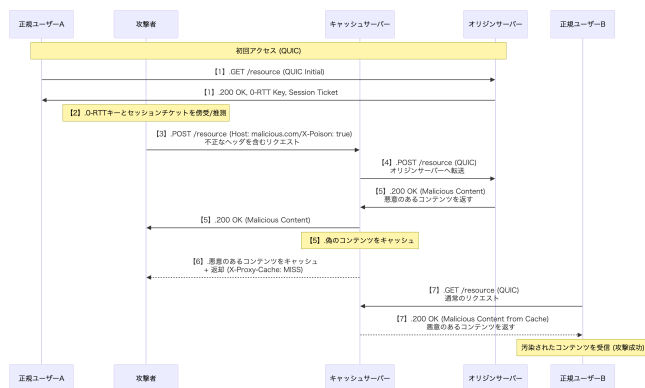 正規ユーザーA
攻撃者
キャッシュサーバー
オリジンサーバー
正規ユーザーB
初回アクセス (QUIC)
【1】.GET /resource (QUIC Initial)
【1】.200 OK, 0-RTT Key, Session Ticket
【2】.0-RTTキーとセッションチケットを傍受/推測
【3】.POST /resource (Host: malicious.com/X-Poison: true)
不正なヘッダを含むリクエスト
【4】.POST /resource (QUIC)
オリジンサーバーへ転送
【5】.200 OK (Malicious Content)
悪意のあるコンテンツを返す
【5】.200 OK (Malicious Content)
【5】.偽のコンテンツをキャッシュ
【6】.悪意のあるコンテンツをキャッシュ
+ 返却 (X-Proxy-Cache: MISS)
【7】.GET /resource (QUIC)
通常のリクエスト
【7】.200 OK (Malicious Content from Cache)
悪意のあるコンテンツを返す
汚染されたコンテンツを受信 (攻撃成功)
正規ユーザーA
攻撃者
キャッシュサーバー
オリジンサーバー
正規ユーザーB